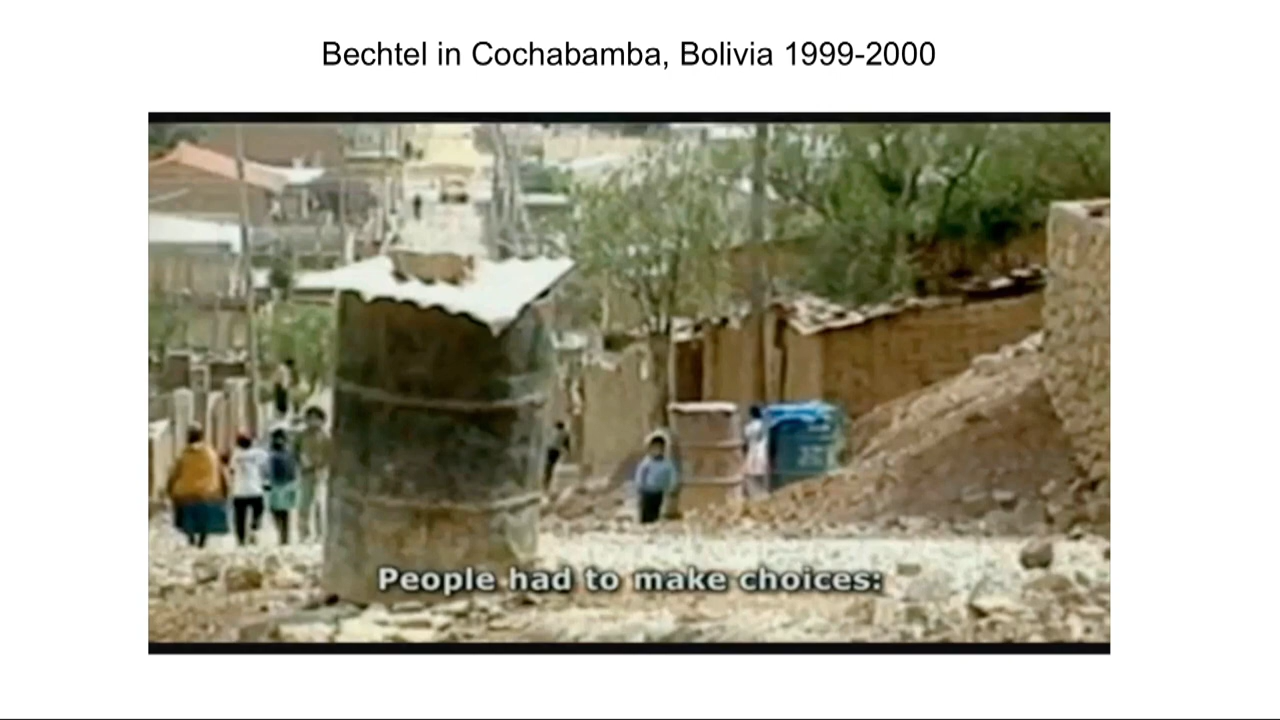 Bechtel in Cochabamba, Bolivia 1999-2000
People had to make choices: